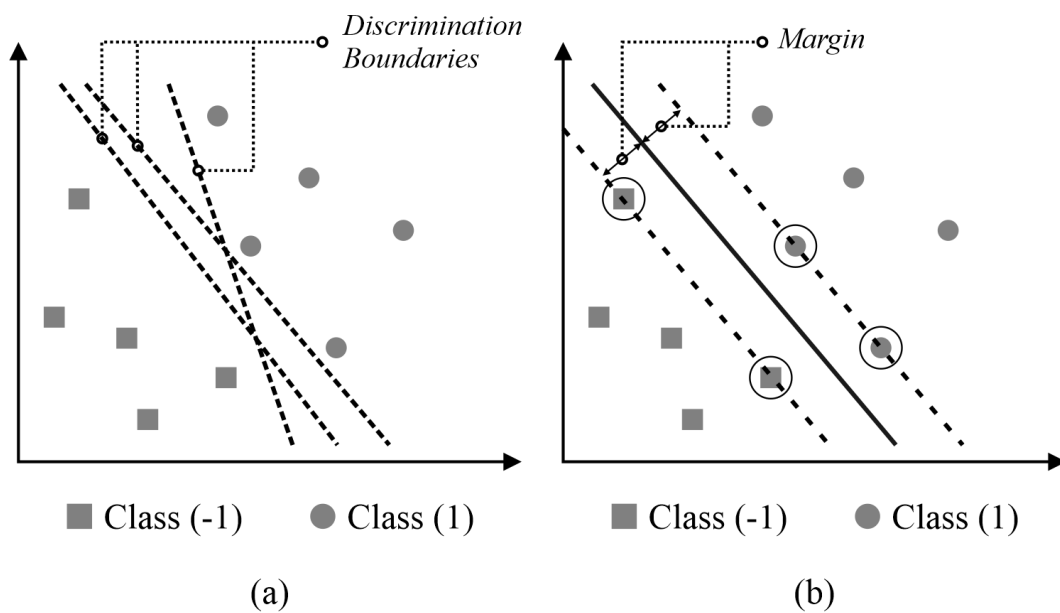 Discrimination
Boundaries
Margin
Class (-1)
Class (1)
Class (-1)
Class (1)
(a)
(b)